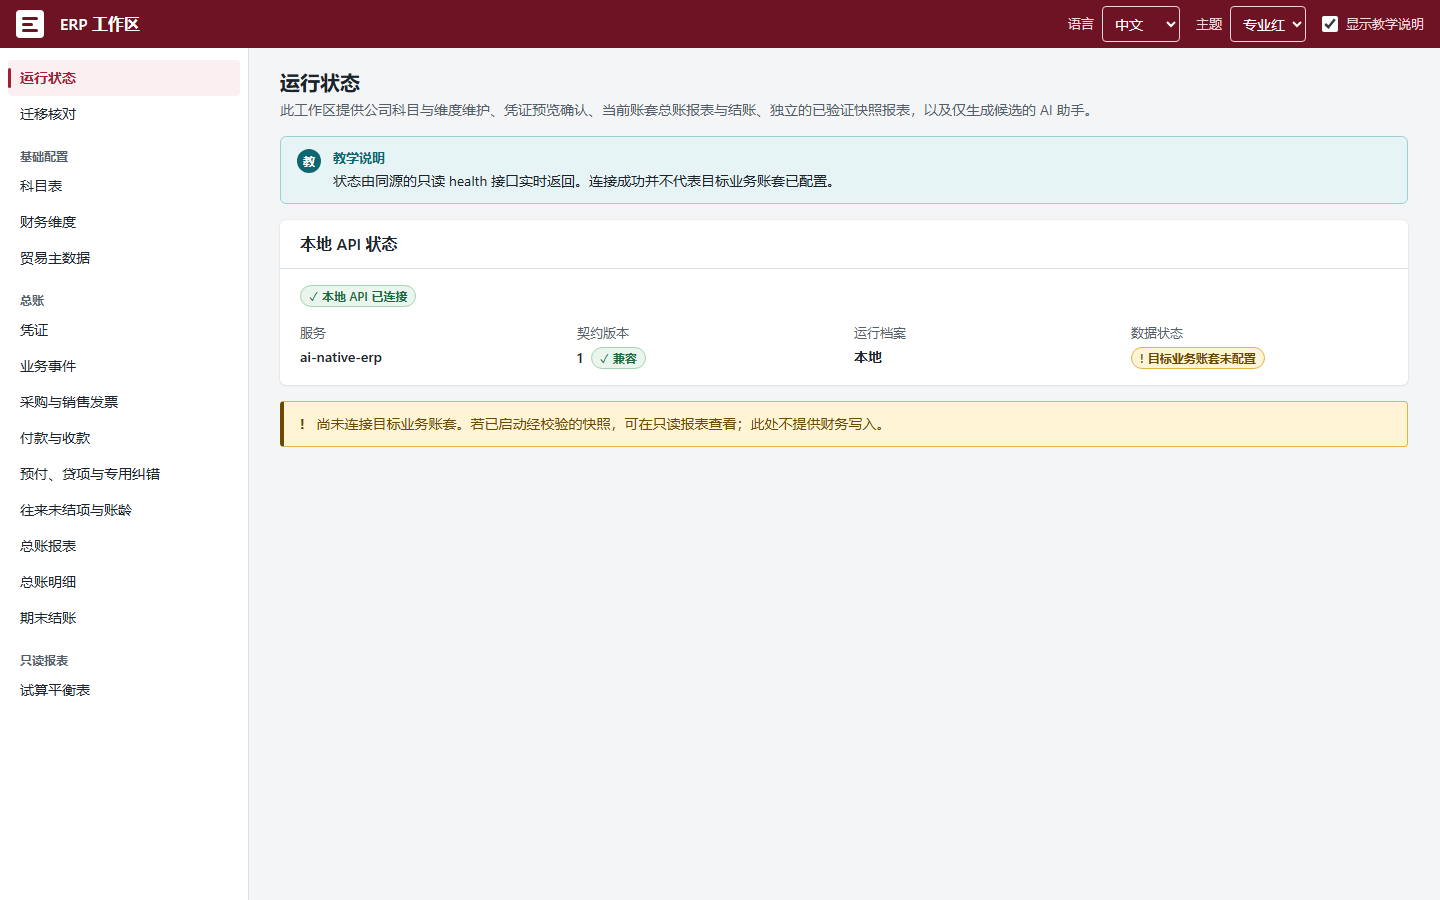 ERP 工作区
语言
中文
主题
专业红
显示教学说明
运行状态
迁移核对
基础配置
科目表
财务维度
贸易主数据
总账
凭证
业务事件
采购与销售发票
付款与收款
预付、贷项与专用纠错
往来未结项与账龄
总账报表
总账明细
期末结账
只读报表
试算平衡表
运行状态
此工作区提供公司科目与维度维护、凭证预览确认、当前账套总账报表与结账、独立的已验证快照报表，以及仅生成候选的 AI 助手。
教
教学说明
状态由同源的只读 health 接口实时返回。连接成功并不代表目标业务账套已配置。
本地 API 状态
✓ 本地 API 已连接
服务
ai-native-erp
契约版本
1 ✓ 兼容
运行档案
本地
数据状态
! 目标业务账套未配置
! 尚未连接目标业务账套。若已启动经校验的快照，可在只读报表查看；此处不提供财务写入。